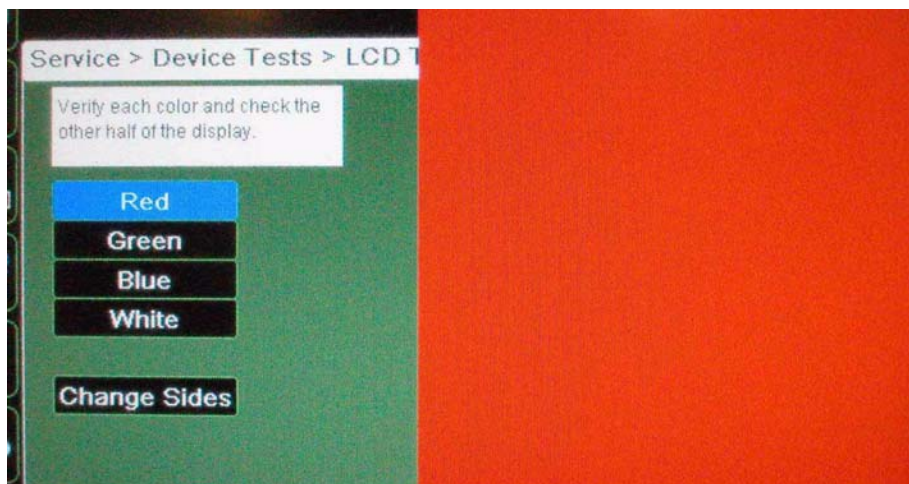 Service > Device Tests > LCD T
Verify each color and check the
other half of the display.
Red
Green
Blue
White
Change Sides